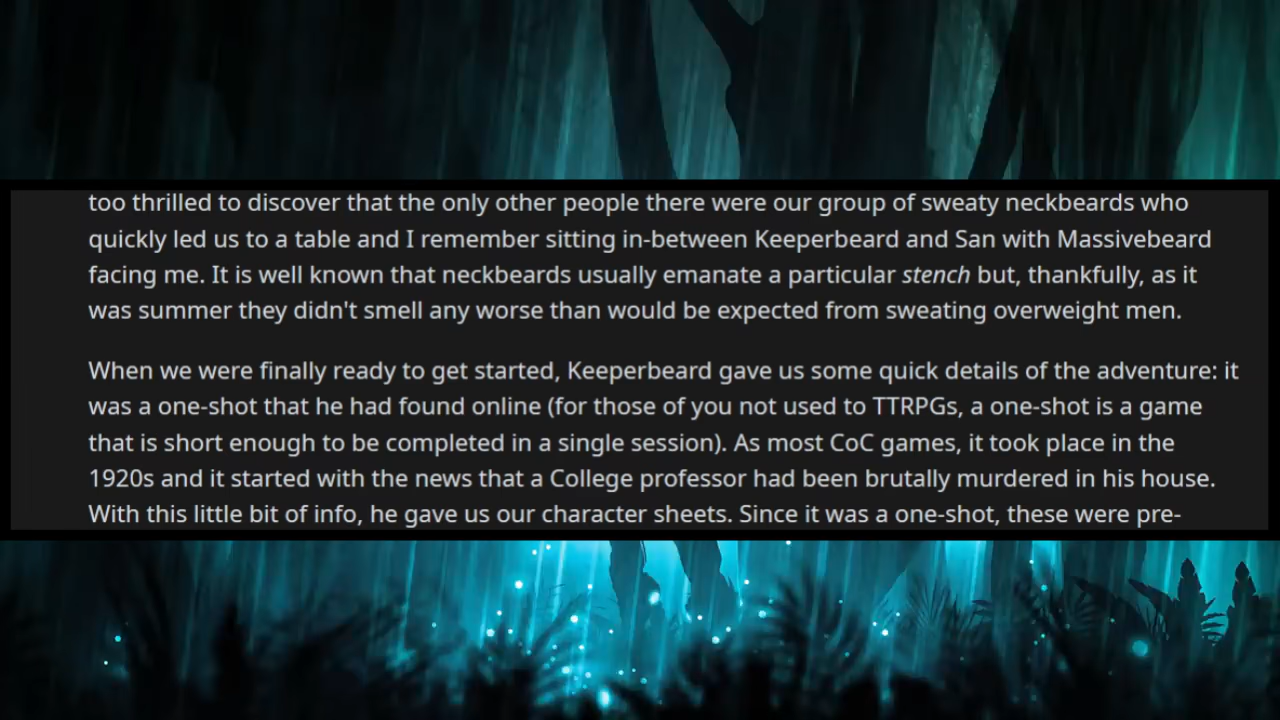 too thrilled to discover that the only other people there were our group of sweaty neckbeards who
quickly led us to a table and I remember sitting in-between Keeperbeard and San with Massivebeard
facing me. It is well known that neckbeards usually emanate a particular stench but, thankfully, as it
was summer they didn't smell any worse than would be expected from sweating overweight men.
When we were finally ready to get started, Keeperbeard gave us some quick details of the adventure: it
was a one-shot that he had found online (for those of you not used to TTRPGs, a one-shot is a game
that is short enough to be completed in a single session). As most CoC games, it took place in the
1920s and it started with the news that a College professor had been brutally murdered in his house.
With this little bit of info, he gave us our character sheets. Since it was a one-shot, these were pre-